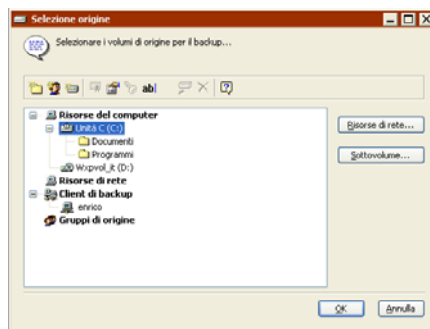 Selezione origine
Selezionare i volumi di origine per il backup...
abl
Risorse del computer
Unità C (C:)
Risorse di rete...
Documenti
Programmi
Sottovolume...
Wxpvol_it (D:)
Risorse di rete
Client di backup
enrico
Gruppi di origine
OK
Annulla